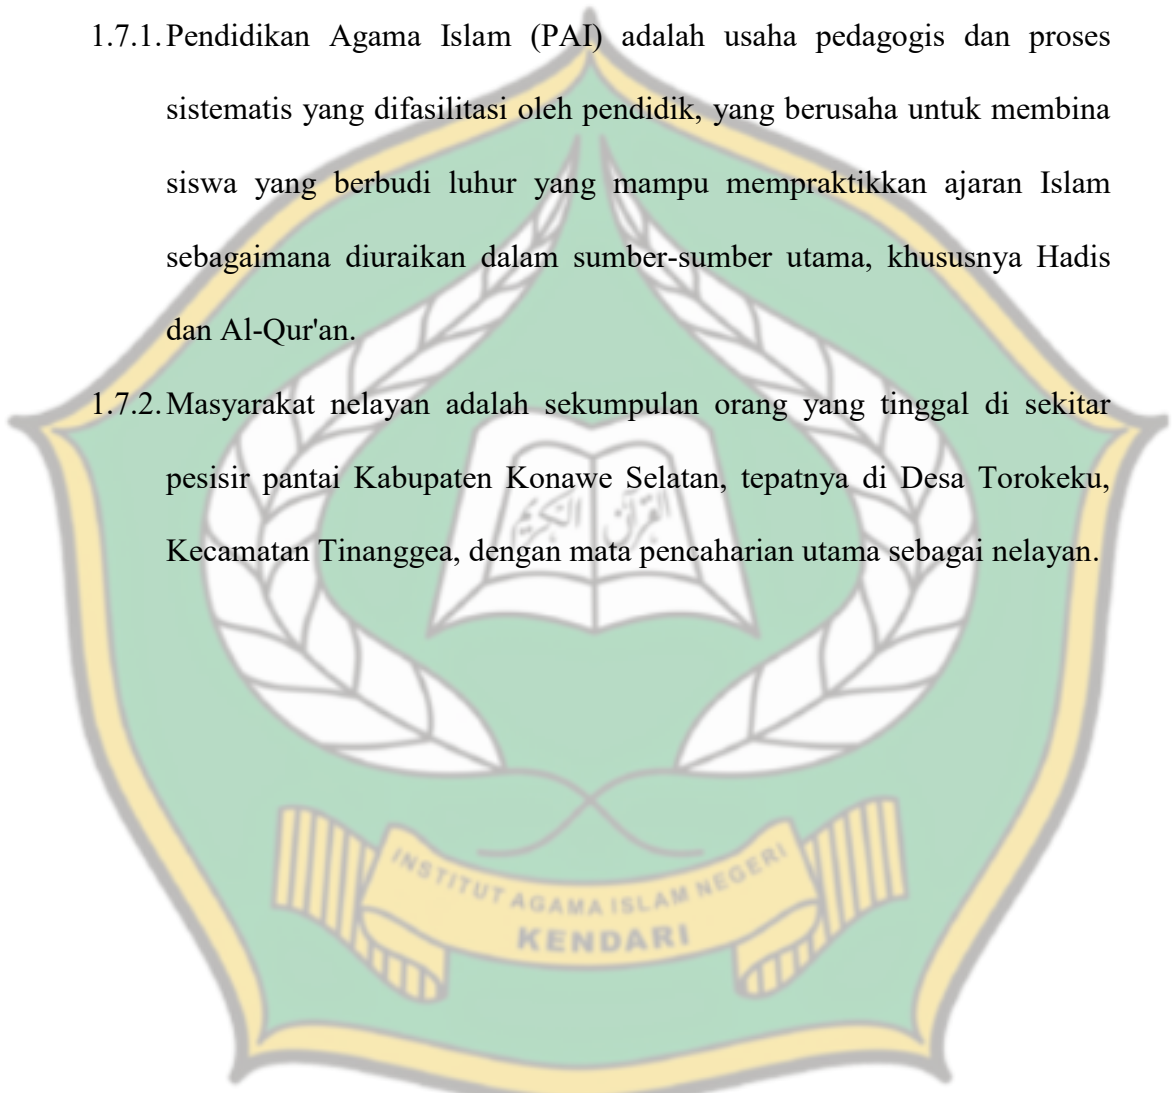 1.7.1. Pendidikan Agama Islam (PAI) adalah usaha pedagogis dan proses
sistematis yang difasilitasi oleh pendidik, yang berusaha untuk membina
siswa yang berbudi luhur yang mampu mempraktikkan ajaran Islam
sebagaimana diuraikan dalam sumber-sumber utama, khususnya Hadis
dan Al-Qur'an.
1.7.2. Masyarakat nelayan adalah sekumpulan orang yang tinggal di sekitar
pesisir pantai Kabupaten Konawe Selatan, tepatnya di Desa Torokeku,
القرآن الكريم
Kecamatan Tinanggea, dengan mata pencaharian utama sebagai nelayan.
INSTITUT AGAMA ISLAM NEGERI
KENDARI